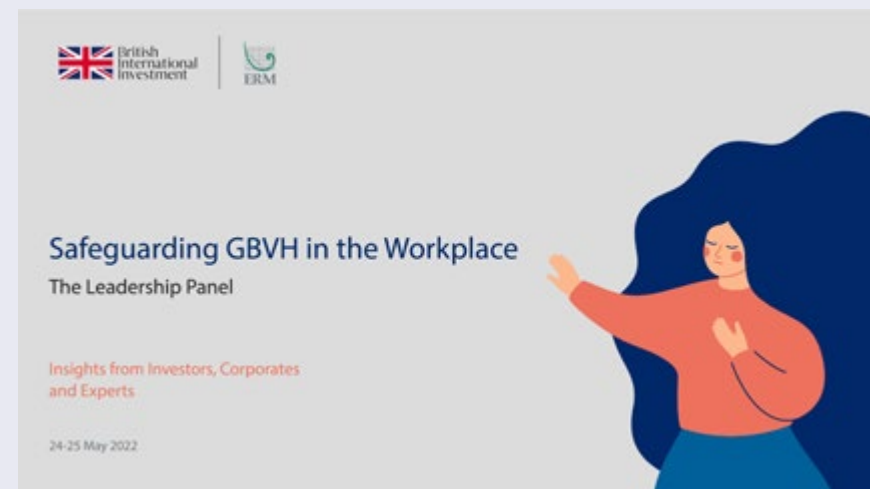 British
International
Investment
ERM
Safeguarding GBVH in the Workplace
The Leadership Panel
Insights from Investors, Corporates
and Experts
24-25 May 2022